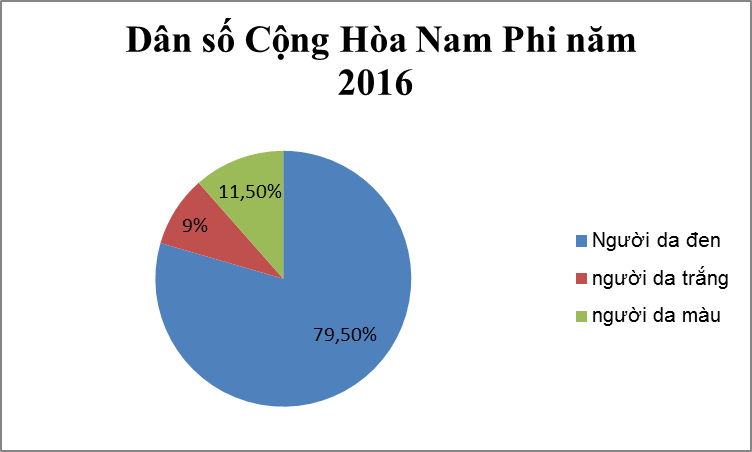 Dân số Cộng Hòa Nam Phi năm
2016
11,50%
9%
79,50%
Người da đen
người da trắng
người da màu